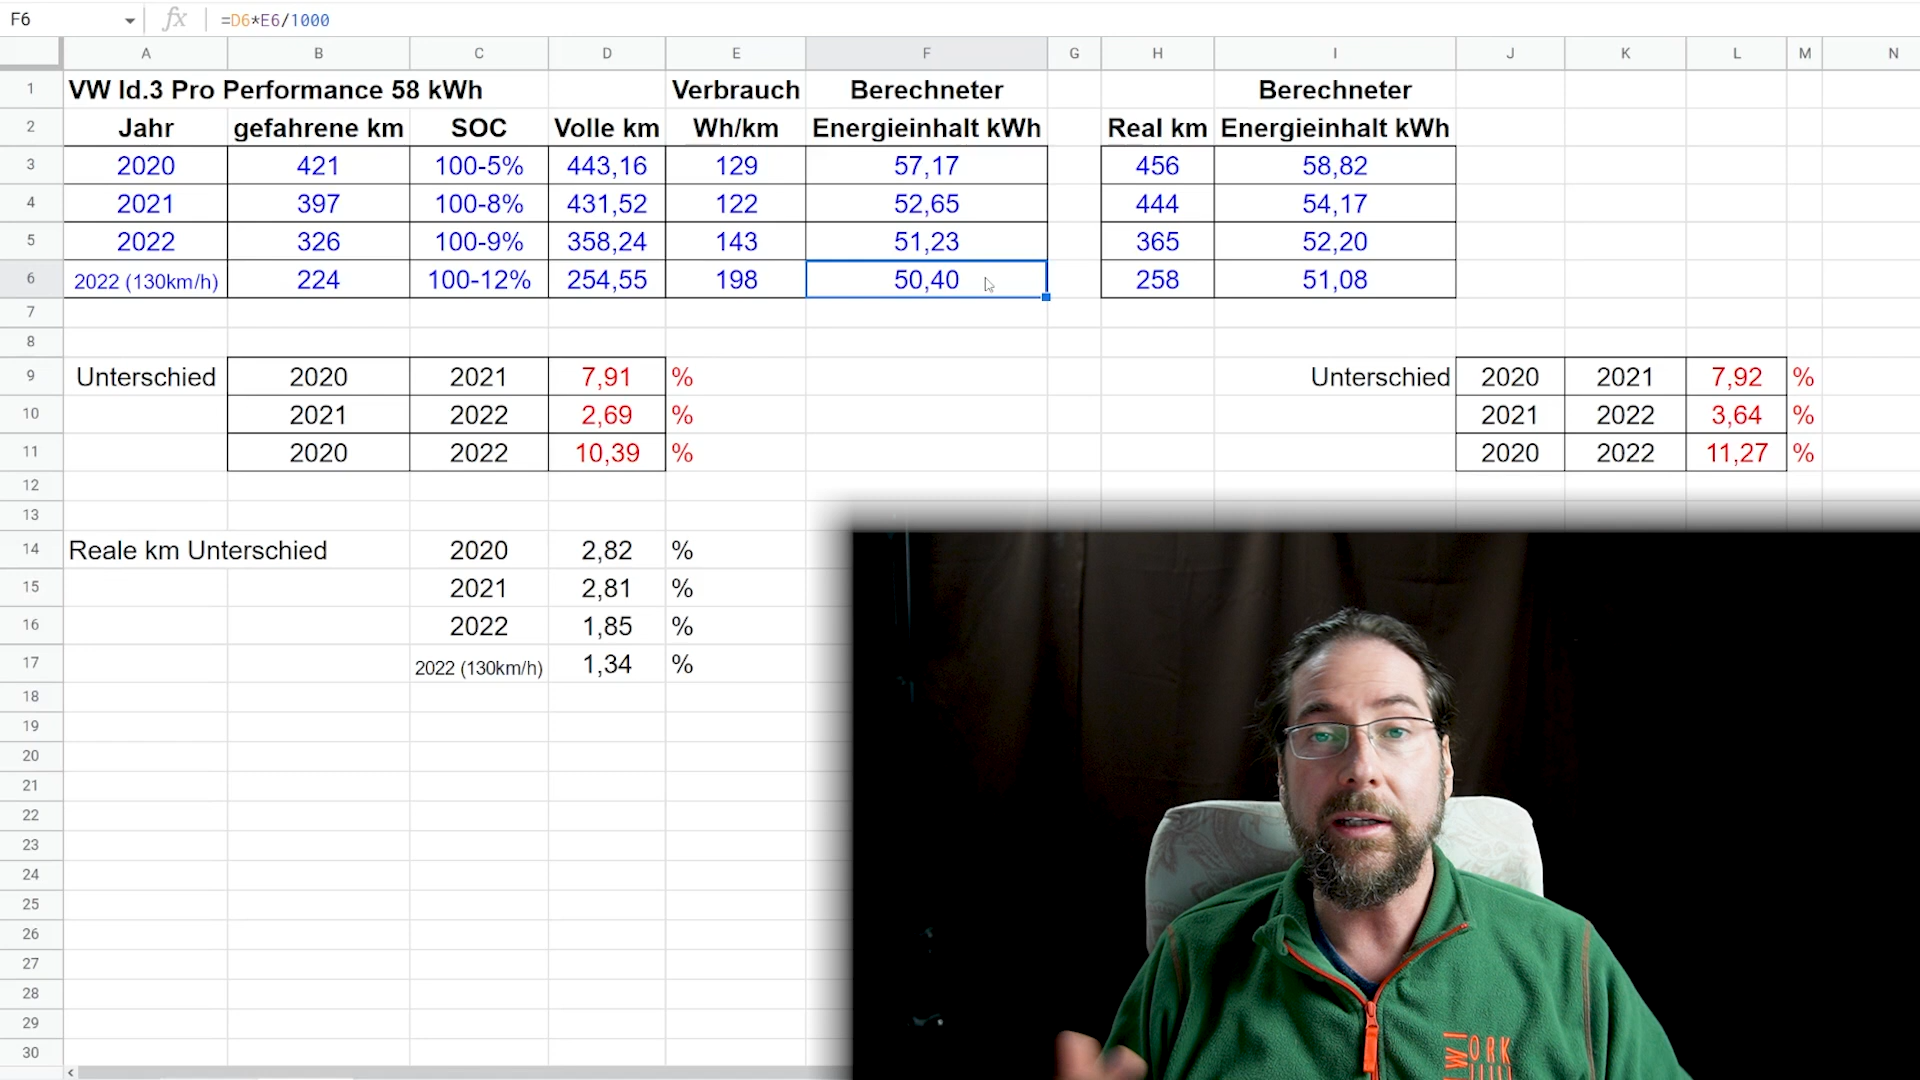 F6 fx =D6*E6/1000
A B C D E F G H I J K L M N
1 VW Id.3 Pro Performance 58 kWh Verbrauch Berechneter Berechneter
2 Jahr gefahrene km SOC Volle km Wh/km Energieinhalt kWh Real km Energieinhalt kWh
3 2020 421 100-5% 443,16 129 57,17 456 58,82
4 2021 397 100-8% 431,52 122 52,65 444 54,17
5 2022 326 100-9% 358,24 143 51,23 365 52,20
6 2022 (130km/h) 224 100-12% 254,55 198 50,40 258 51,08
7
8
9 Unterschied 2020 2021 7,91 % Unterschied 2020 2021 7,92 %
10 2021 2022 2,69 % 2021 2022 3,64 %
11 2020 2022 10,39 % 2020 2022 11,27 %
12
13
14 Reale km Unterschied 2020 2,82 %
15 2021 2,81 %
16 2022 1,85 %
17 2022 (130km/h) 1,34 %
18
19
20
21
22
23
24
25
26
27
28
29
30